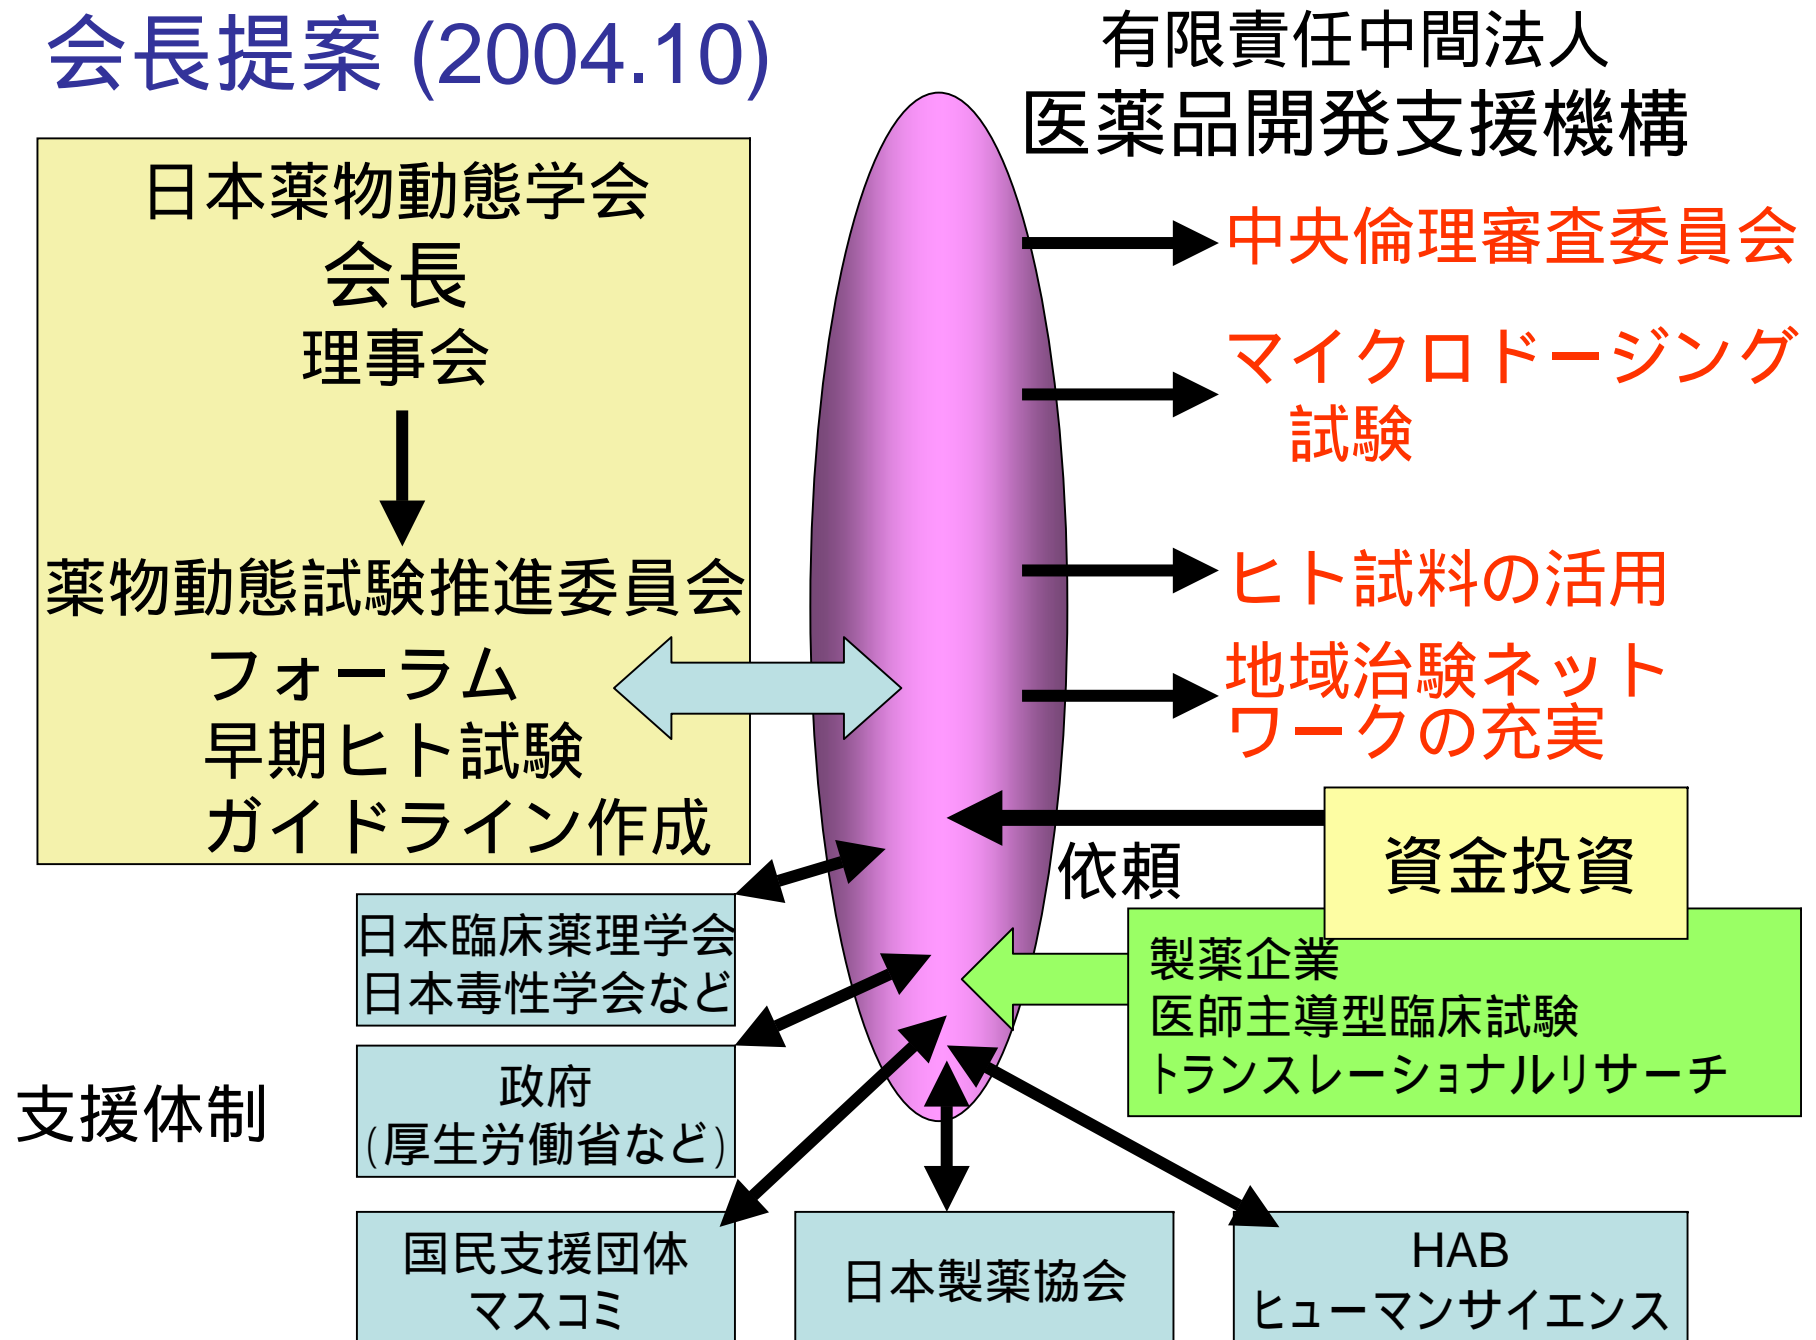 会長提案 (2004.10)
有限責任中間法人
医薬品開発支援機構
日本薬物動態学会
会長
理事会
薬物動態試験推進委員会
フォーラム
早期ヒト試験
ガイドライン作成
中央倫理審査委員会
マイクロドージング
試験
ヒト試料の活用
地域治験ネット
ワークの充実
資金投資
依頼
製薬企業
医師主導型臨床試験
トランスレーショナルリサーチ
日本臨床薬理学会
日本毒性学会など
政府
(厚生労働省など)
支援体制
国民支援団体
マスコミ
日本製薬協会
HAB
ヒューマンサイエンス